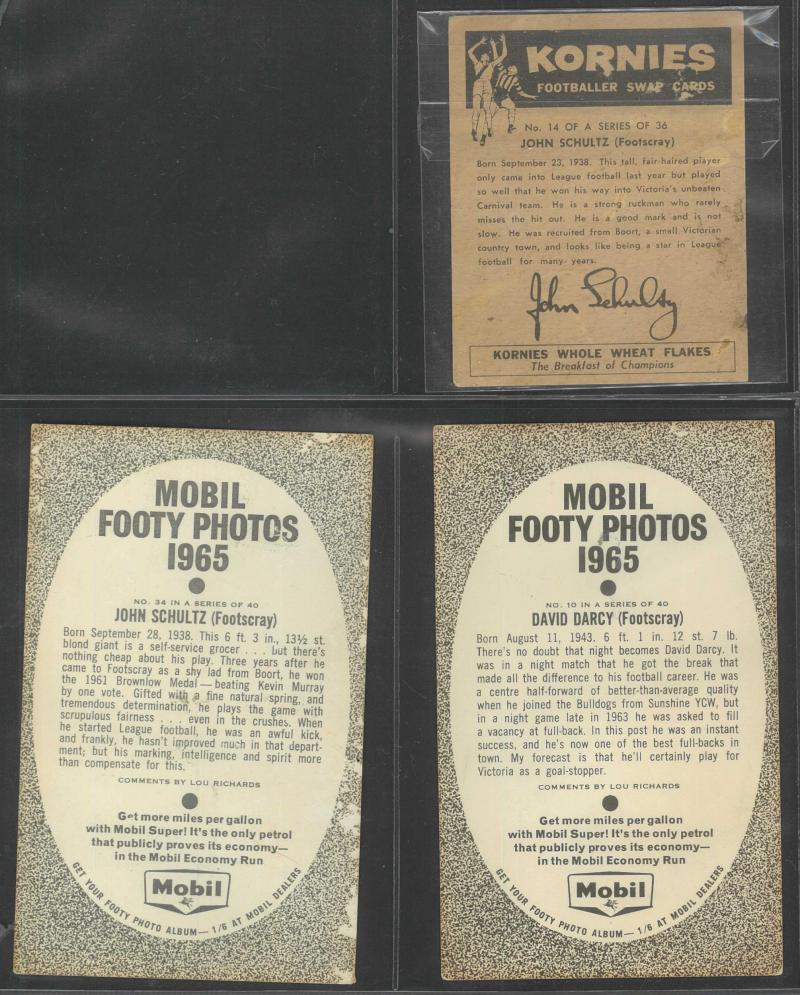 KORNIES
FOOTBALLER SWAP CARDS
No. 14 OF A SERIES OF 36
JOHN SCHULTZ (Footscray)
Born September 23, 1938. This tall, fair-haired player
only came into League football last year but played
so well that he won his way into Victoria's unbeaten
Carnival team. He is a strong ruckman who rarely
misses the hit out. He is a good mark and is not
slow. He was recruited from Boort, a small Victorian
country town, and looks like being a star in League
football for many years.
John Schultz
KORNIES WHOLE WHEAT FLAKES
The Breakfast of Champions
MOBIL
FOOTY PHOTOS
1965
NO. 34 IN A SERIES OF 40
JOHN SCHULTZ (Footscray)
Born September 28, 1938. This 6 ft. 3 in., 13½ st.
blond giant is a self-service grocer . . . but there's
nothing cheap about his play. Three years after he
came to Footscray as a shy lad from Boort, he won
the 1961 Brownlow Medal — beating Kevin Murray
by one vote. Gifted with a fine natural spring, and
tremendous determination, he plays the game with
scrupulous fairness . . . even in the crushes. When
he started League football, he was an awful kick,
and frankly, he hasn't improved much in that depart-
ment; but his marking, intelligence and spirit more
than compensate for this.
COMMENTS BY LOU RICHARDS
Get more miles per gallon
with Mobil Super! It's the only petrol
that publicly proves its economy—
in the Mobil Economy Run
Mobil
GET YOUR FOOTY PHOTO ALBUM— 1/6 AT MOBIL DEALERS
MOBIL
FOOTY PHOTOS
1965
NO. 10 IN A SERIES OF 40
DAVID DARCY (Footscray)
Born August 11, 1943. 6 ft. 1 in. 12 st. 7 lb.
There's no doubt that night becomes David Darcy. It
was in a night match that he got the break that
made all the difference to his football career. He was
a centre half-forward of better-than-average quality
when he joined the Bulldogs from Sunshine YCW, but
in a night game late in 1963 he was asked to fill
a vacancy at full-back. In this post he was an instant
success, and he's now one of the best full-backs in
town. My forecast is that he'll certainly play for
Victoria as a goal-stopper.
COMMENTS BY LOU RICHARDS
Get more miles per gallon
with Mobil Super! It's the only petrol
that publicly proves its economy—
in the Mobil Economy Run
Mobil
GET YOUR FOOTY PHOTO ALBUM— 1/6 AT MOBIL DEALERS